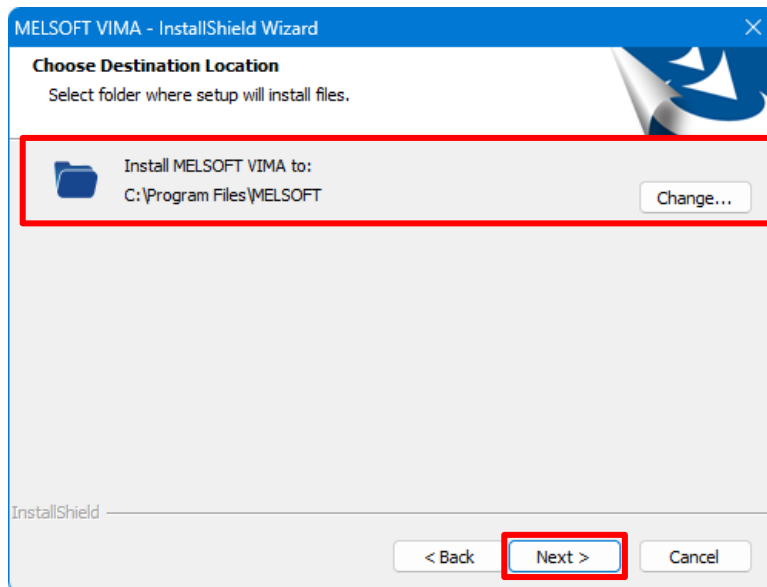 MELSOFT VIMA - InstallShield Wizard
Choose Destination Location
Select folder where setup will install files.
Install MELSOFT VIMA to:
C:\Program Files\MELSOFT
Change...
InstallShield
< Back
Next >
Cancel